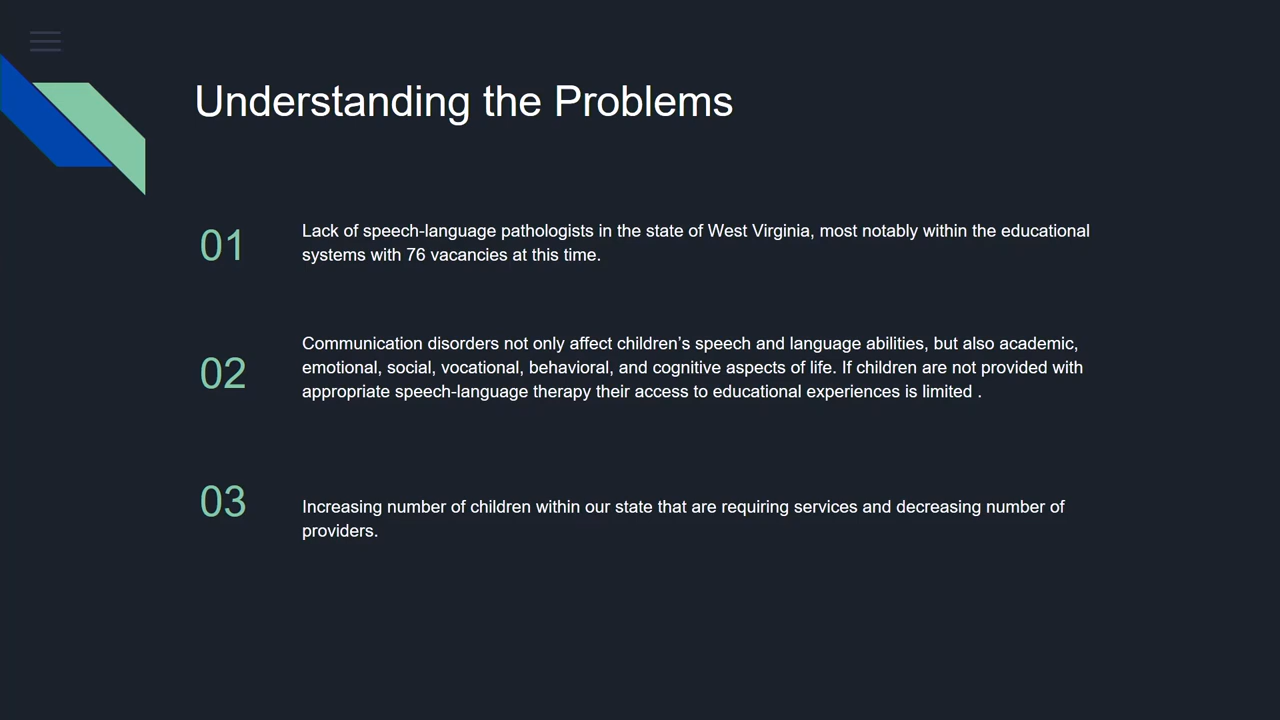 Understanding the Problems
01
Lack of speech-language pathologists in the state of West Virginia, most notably within the educational
systems with 76 vacancies at this time.
02
Communication disorders not only affect children’s speech and language abilities, but also academic,
emotional, social, vocational, behavioral, and cognitive aspects of life. If children are not provided with
appropriate speech-language therapy their access to educational experiences is limited .
03
Increasing number of children within our state that are requiring services and decreasing number of
providers.